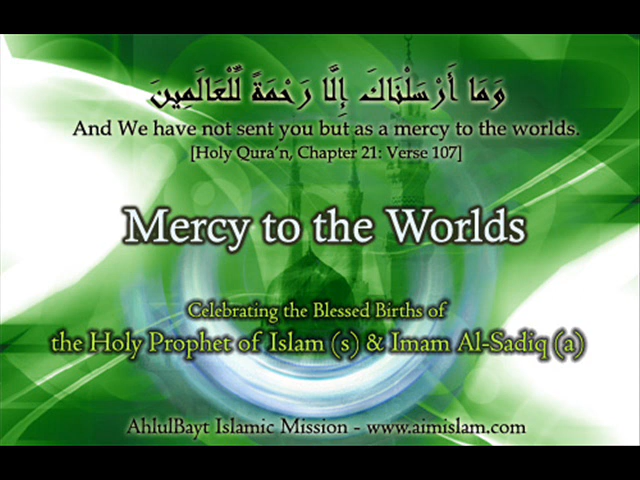 وَمَا أَرْسَلْنَاكَ إِلَّا رَحْمَةً لِّلْعَالَمِينَ
And We have not sent you but as a mercy to the worlds.
[Holy Qura'n, Chapter 21: Verse 107]
Mercy to the Worlds
Celebrating the Blessed Births of
the Holy Prophet of Islam (s) & Imam Al-Sadiq (a)
AhlulBayt Islamic Mission - www.aimislam.com